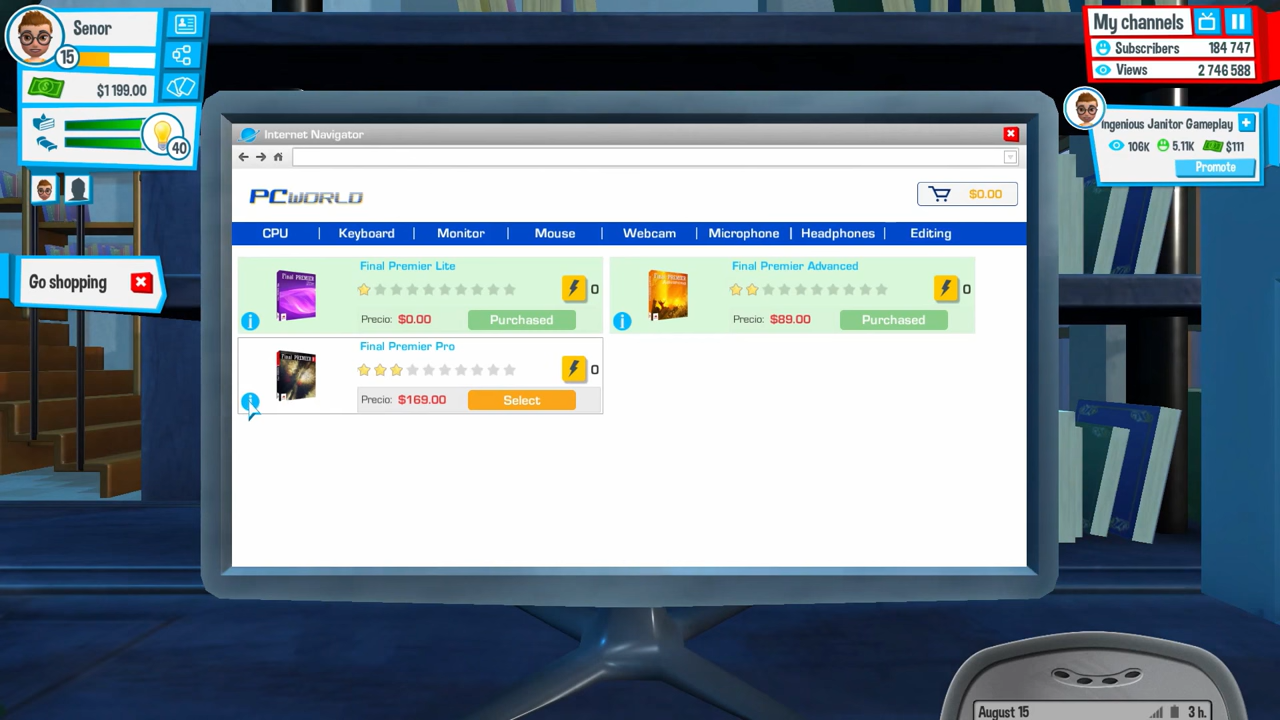 Senor
15
$1 199.00
40
Go shopping
My channels
Subscribers 184 747
Views 2 746 588
Ingenious Janitor Gameplay
106K 5.11K $111
Promote
Internet Navigator
PCWORLD
$0.00
CPU | Keyboard | Monitor | Mouse | Webcam | Microphone | Headphones | Editing
Final Premier Lite
0
Precio: $0.00 Purchased
Final Premier Advanced
0
Precio: $89.00 Purchased
Final Premier Pro
0
Precio: $169.00 Select
August 15 3 h.